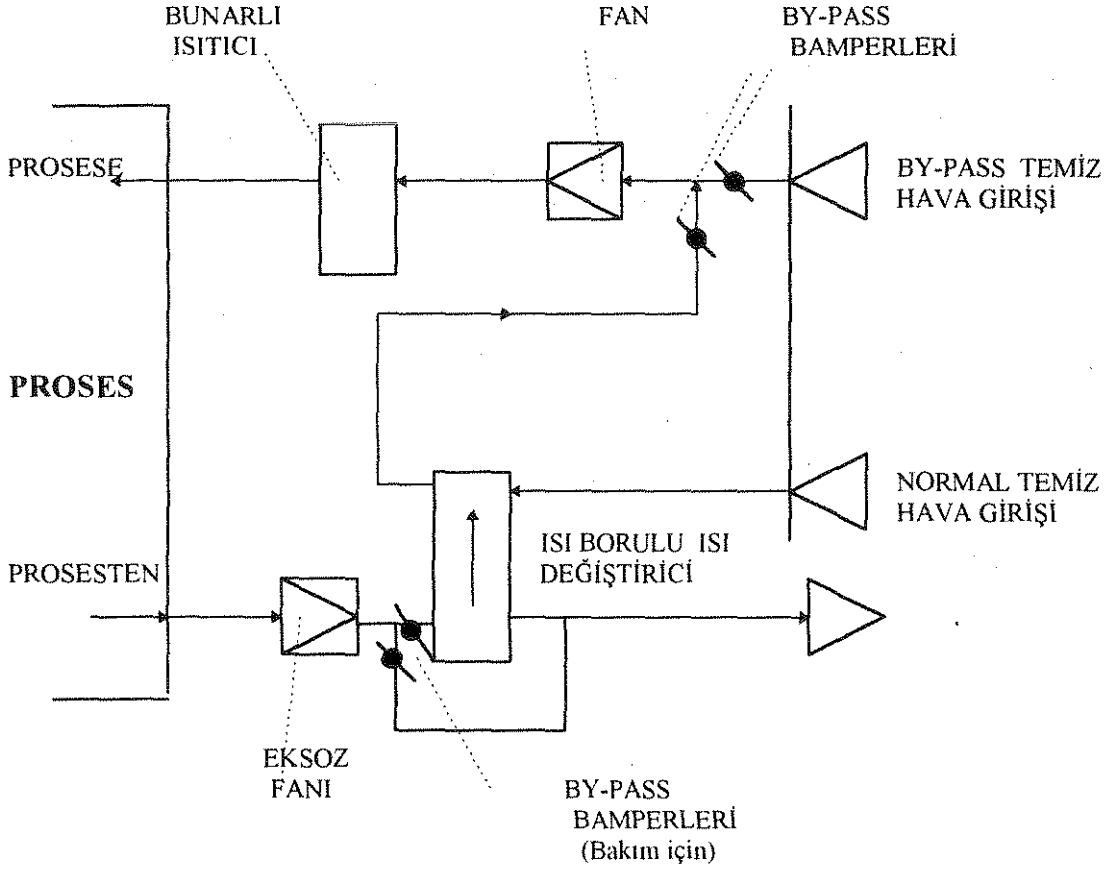 BUNARLI
ISITICI
FAN
BY-PASS
BAMPERLERİ
PROSESE
BY-PASS TEMİZ
HAVA GİRİŞİ
PROSES
NORMAL TEMİZ
HAVA GİRİŞİ
ISI BORULU ISI
DEĞİŞTİRİCİ
PROSESTEN
EKSOZ
FANI
BY-PASS
BAMPERLERİ
(Bakım için)